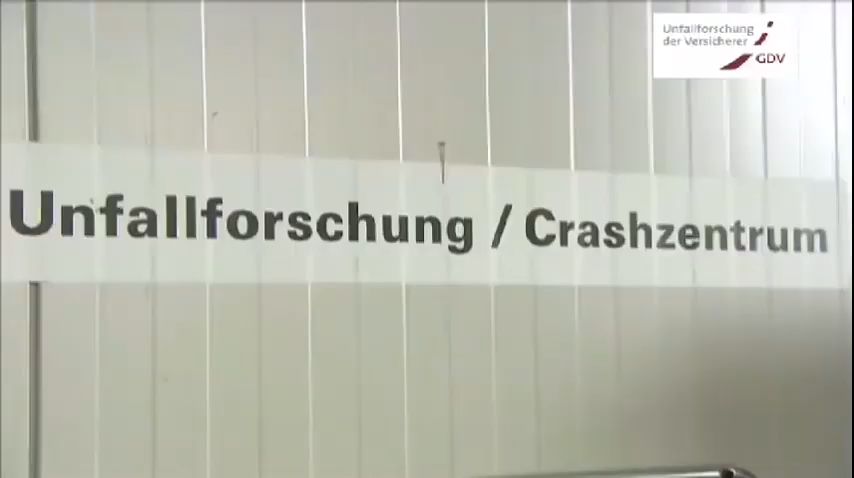 Unfallforschung
der Versicherer
GDV
Unfallforschung / Crashzentrum